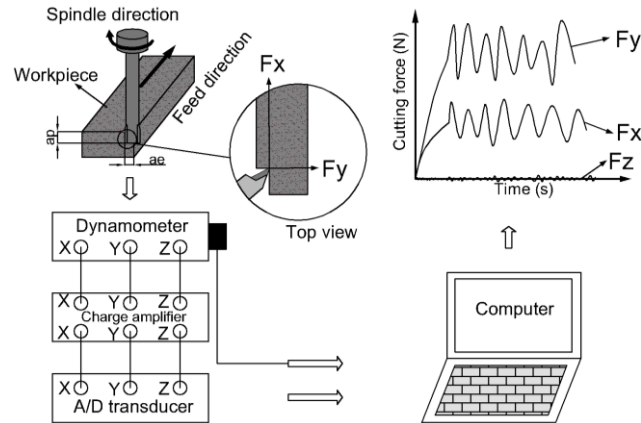 Spindle direction
Workpiece
Feed direction
ap
ae
Fx
Fy
Top view
Cutting force (N)
Fy
Fx
Fz
Time (s)
Dynamometer
X Y Z
X Y Z
Charge amplifier
X Y Z
X Y Z
A/D transducer
Computer